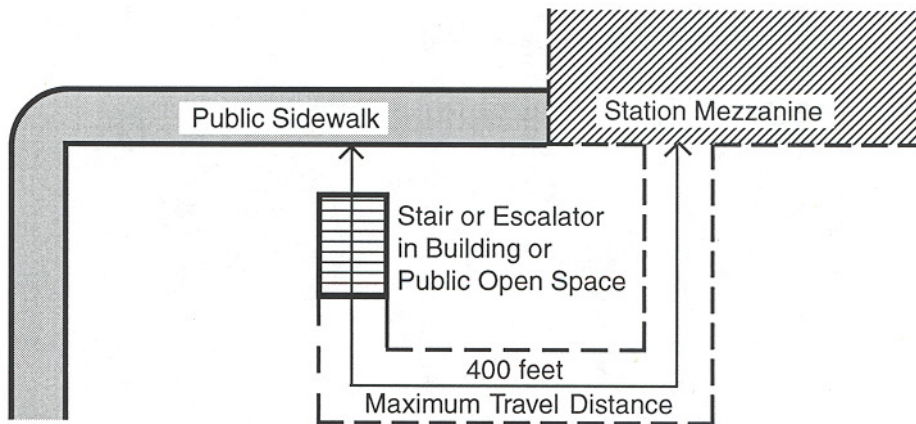 Public Sidewalk
Station Mezzanine
Stair or Escalator
in Building or
Public Open Space
400 feet
Maximum Travel Distance